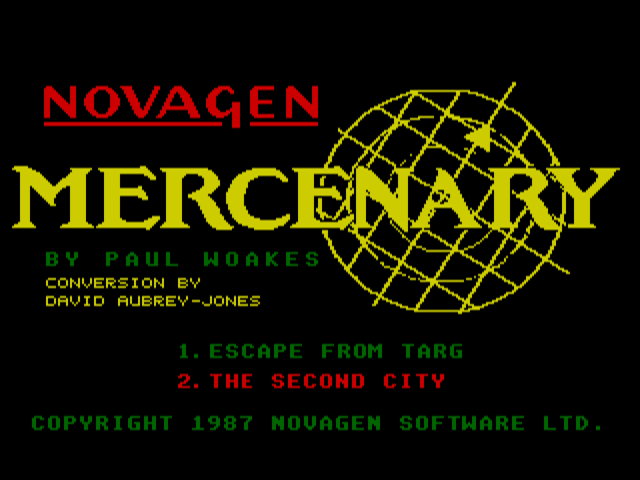 NOVAGEN
MERCENARY
BY PAUL WOAKES
CONVERSION BY
DAVID AUBREY-JONES
1. ESCAPE FROM TARG
2. THE SECOND CITY
COPYRIGHT 1987 NOVAGEN SOFTWARE LTD.